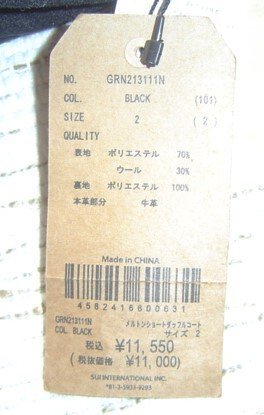 NO. GRN213111N
COL. BLACK (101)
SIZE 2 (2)
QUALITY
表地 ポリエステル 70%
ウール 30%
裏地 ポリエステル 100%
本革部分 牛革
Made in CHINA
4582416600631
GRN213111N メルトンショートダッフルコート
COL. BLACK サイズ 2
税込 ¥11,550
(税抜価格 ¥11,000)
SUI INTERNATIONAL INC.
*81-3-5933-9293